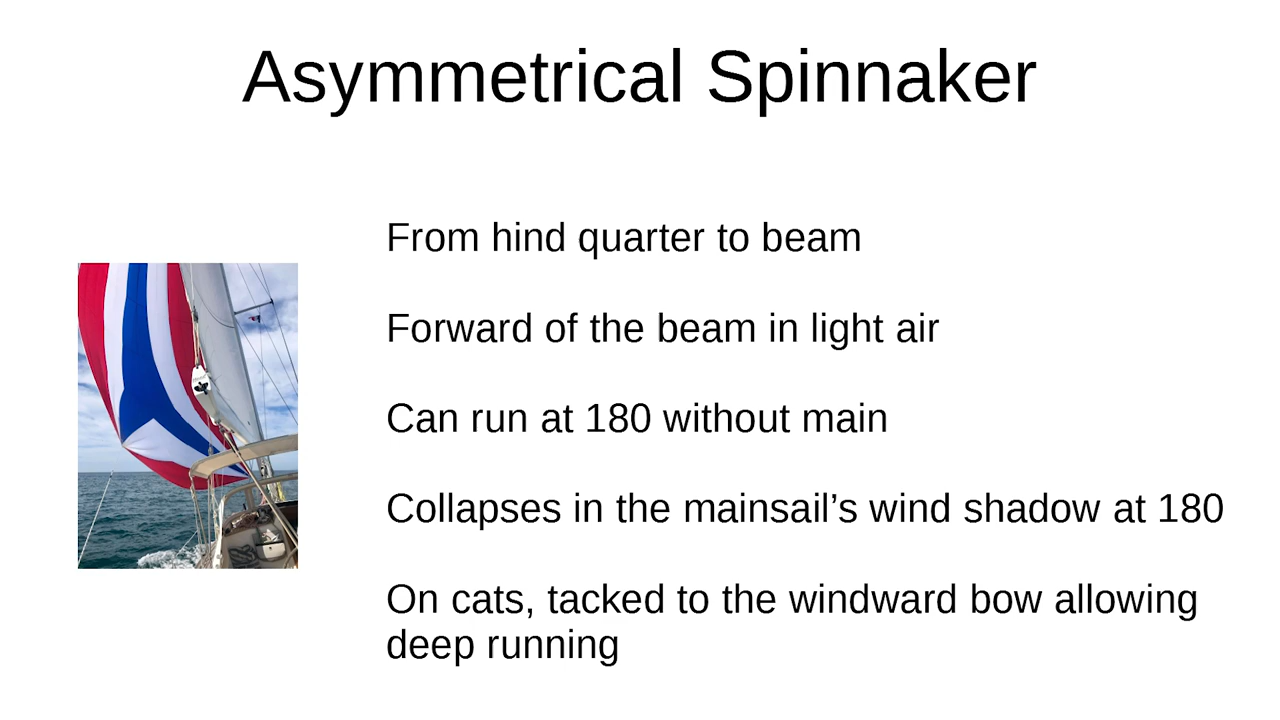 Asymmetrical Spinnaker
From hind quarter to beam
Forward of the beam in light air
Can run at 180 without main
Collapses in the mainsail’s wind shadow at 180
On cats, tacked to the windward bow allowing
deep running